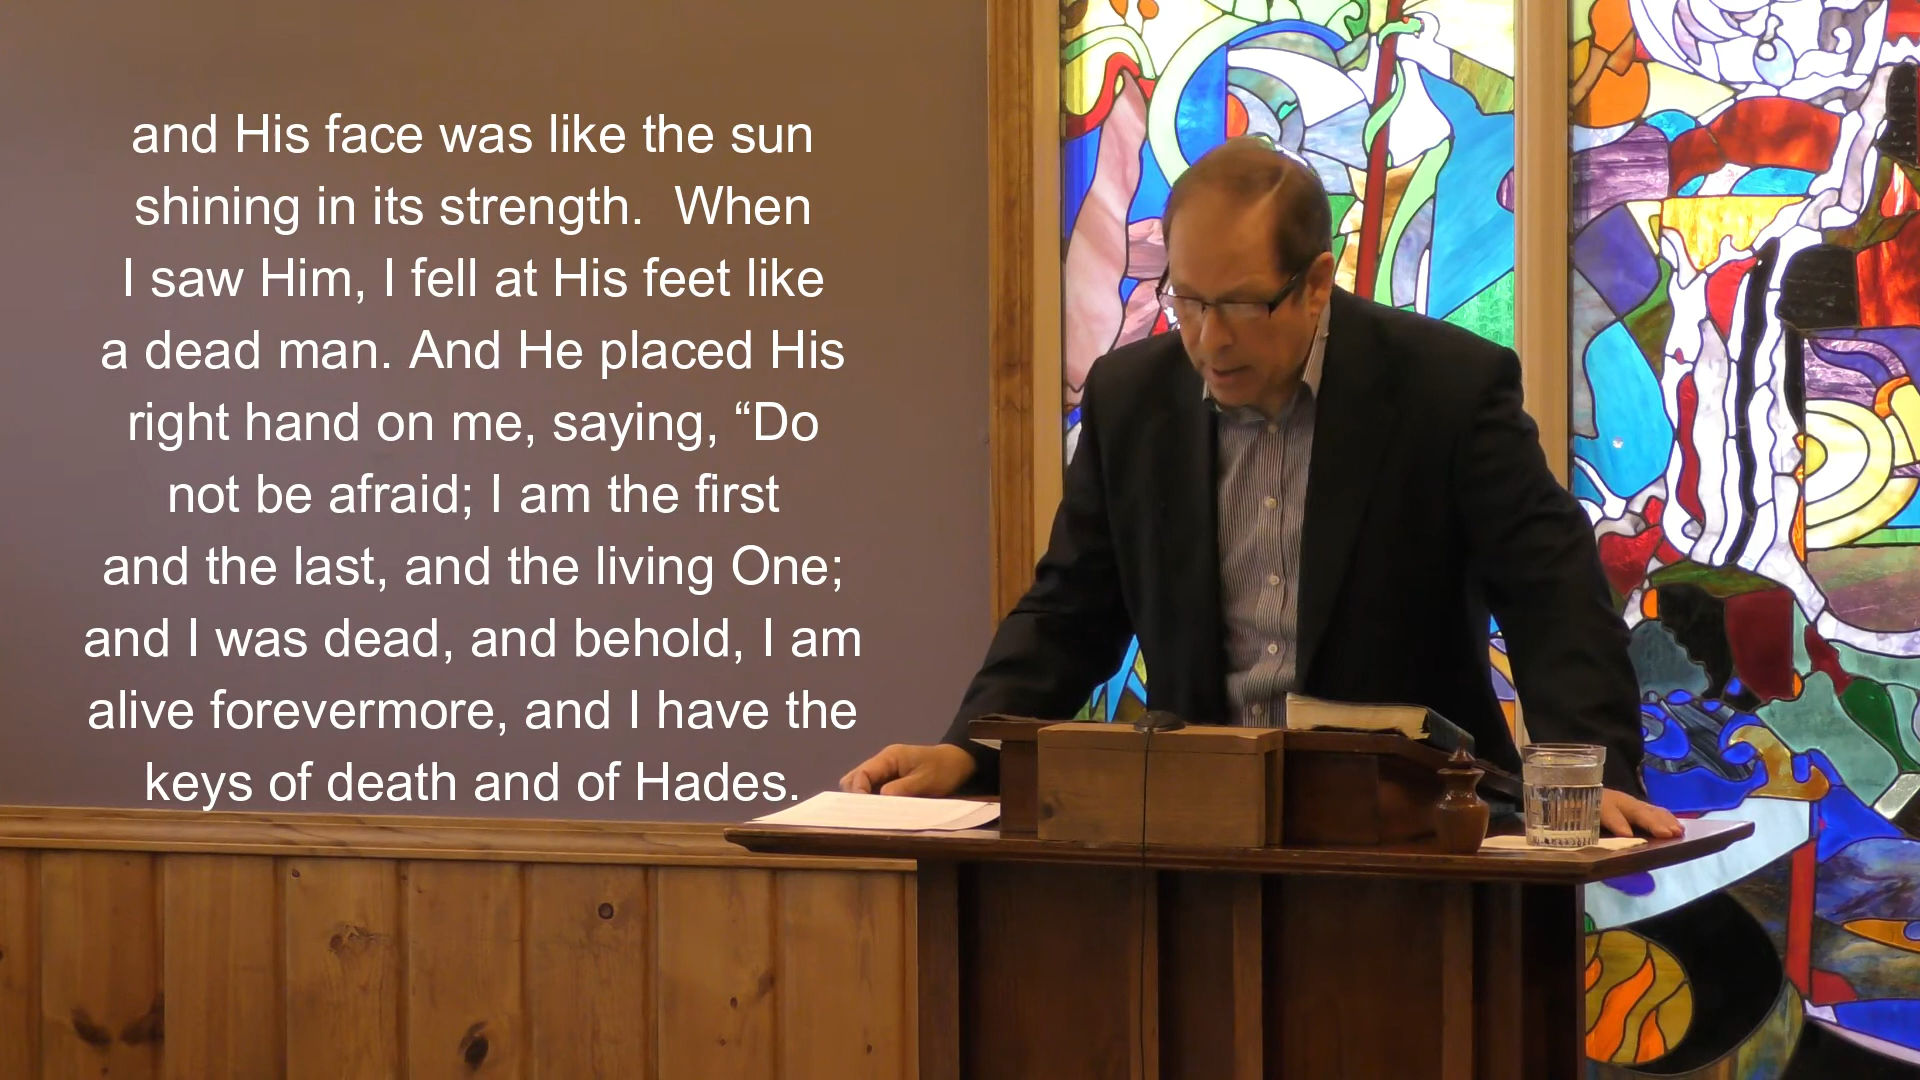 and His face was like the sun
shining in its strength.  When
I saw Him, I fell at His feet like
a dead man. And He placed His
right hand on me, saying, “Do
not be afraid; I am the first
and the last, and the living One;
and I was dead, and behold, I am
alive forevermore, and I have the
keys of death and of Hades.